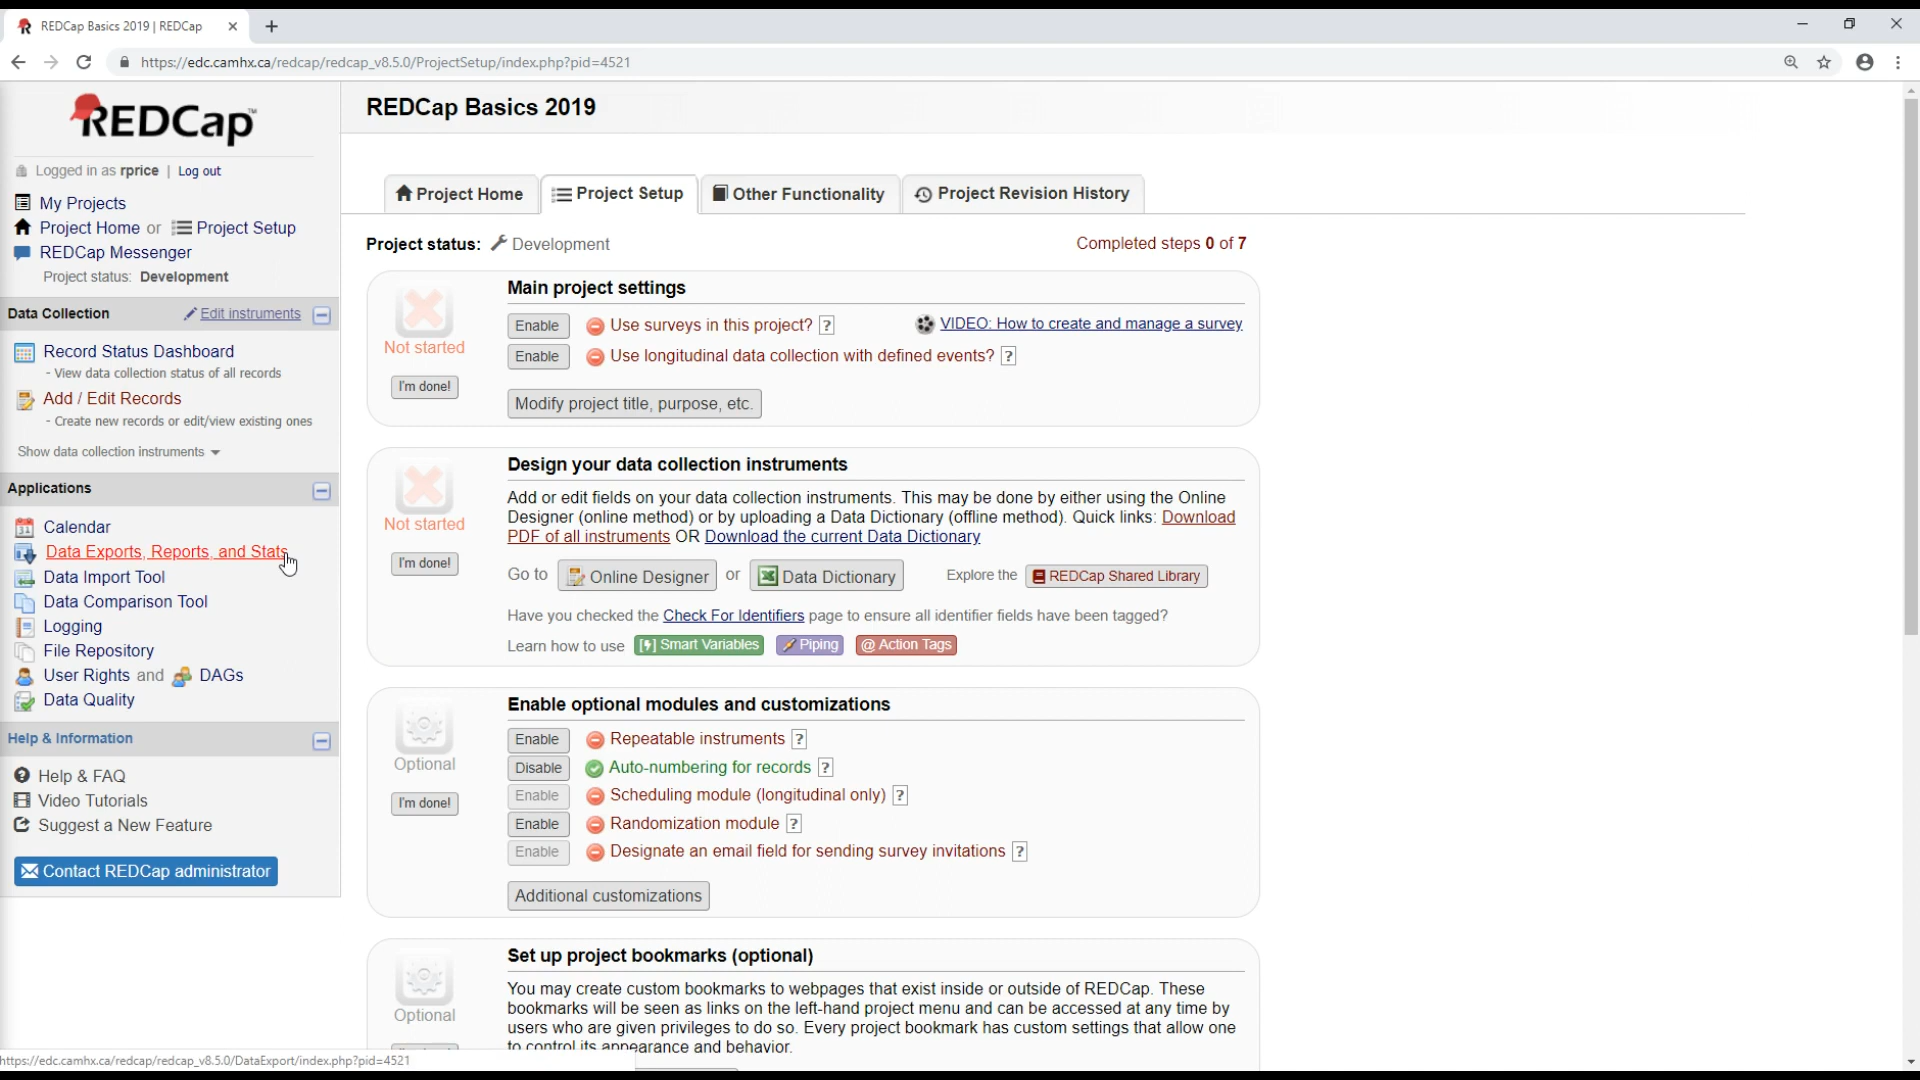 REDCap Basics 2019 | REDCap
https://edc.camhx.ca/redcap/redcap_v8.5.0/ProjectSetup/index.php?pid=4521
REDCap
Logged in as rprice | Log out
My Projects
Project Home or Project Setup
REDCap Messenger
Project status: Development
Data Collection Edit instruments
Record Status Dashboard
- View data collection status of all records
Add / Edit Records
- Create new records or edit/view existing ones
Show data collection instruments
Applications
Calendar
Data Exports, Reports, and Stats
Data Import Tool
Data Comparison Tool
Logging
File Repository
User Rights and DAGs
Data Quality
Help & Information
Help & FAQ
Video Tutorials
Suggest a New Feature
Contact REDCap administrator
REDCap Basics 2019
Project Home Project Setup Other Functionality Project Revision History
Project status: Development Completed steps 0 of 7
Main project settings
Not started
I'm done!
Enable Use surveys in this project? ? VIDEO: How to create and manage a survey
Enable Use longitudinal data collection with defined events? ?
Modify project title, purpose, etc.
Design your data collection instruments
Not started
I'm done!
Add or edit fields on your data collection instruments. This may be done by either using the Online
Designer (online method) or by uploading a Data Dictionary (offline method). Quick links: Download
PDF of all instruments OR Download the current Data Dictionary
Go to Online Designer or Data Dictionary Explore the REDCap Shared Library
Have you checked the Check For Identifiers page to ensure all identifier fields have been tagged?
Learn how to use Smart Variables Piping @ Action Tags
Enable optional modules and customizations
Optional
I'm done!
Enable Repeatable instruments ?
Disable Auto-numbering for records ?
Enable Scheduling module (longitudinal only) ?
Enable Randomization module ?
Enable Designate an email field for sending survey invitations ?
Additional customizations
Set up project bookmarks (optional)
Optional
You may create custom bookmarks to webpages that exist inside or outside of REDCap. These
bookmarks will be seen as links on the left-hand project menu and can be accessed at any time by
users who are given privileges to do so. Every project bookmark has custom settings that allow one
to control its appearance and behavior.
https://edc.camhx.ca/redcap/redcap_v8.5.0/DataExport/index.php?pid=4521